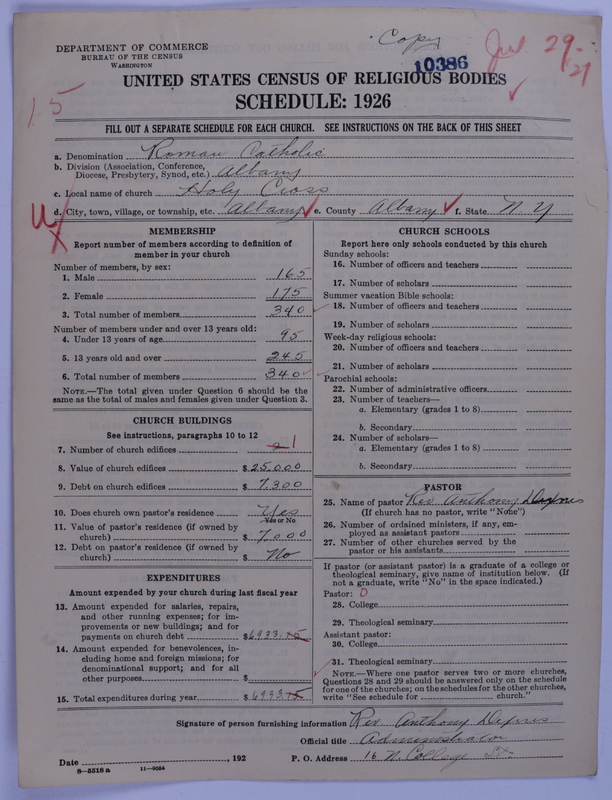 Copy
Jul 29-27
10386
15
DEPARTMENT OF COMMERCE
BUREAU OF THE CENSUS
WASHINGTON
UNITED STATES CENSUS OF RELIGIOUS BODIES
SCHEDULE: 1926
FILL OUT A SEPARATE SCHEDULE FOR EACH CHURCH. SEE INSTRUCTIONS ON THE BACK OF THIS SHEET
a. Denomination Roman Catholic
b. Division (Association, Conference,
Diocese, Presbytery, Synod, etc.) Albany
c. Local name of church Holy Cross
d. City, town, village, or township, etc. Albany e. County Albany f. State N. Y
MEMBERSHIP
Report number of members according to definition of
member in your church
Number of members, by sex:
1. Male 165
2. Female 175
3. Total number of members 340
Number of members under and over 13 years old:
4. Under 13 years of age 95
5. 13 years old and over 245
6. Total number of members 340
NOTE.—The total given under Question 6 should be the
same as the total of males and females given under Question 3.
CHURCH BUILDINGS
See instructions, paragraphs 10 to 12
7. Number of church edifices 2 1
8. Value of church edifices $25,000
9. Debt on church edifices $7,300
10. Does church own pastor's residence Yes
Yes or No
11. Value of pastor's residence (if owned by
church) $7,000
12. Debt on pastor's residence (if owned by
church) $ No
EXPENDITURES
Amount expended by your church during last fiscal year
13. Amount expended for salaries, repairs,
and other running expenses; for im-
provements or new buildings; and for
payments on church debt $6933.75
14. Amount expended for benevolences, in-
cluding home and foreign missions; for
denominational support; and for all
other purposes $
15. Total expenditures during year $6933.75
CHURCH SCHOOLS
Report here only schools conducted by this church
Sunday schools:
16. Number of officers and teachers
17. Number of scholars
Summer vacation Bible schools:
18. Number of officers and teachers
19. Number of scholars
Week-day religious schools:
20. Number of officers and teachers
21. Number of scholars
Parochial schools:
22. Number of administrative officers
23. Number of teachers—
a. Elementary (grades 1 to 8)
b. Secondary
24. Number of scholars—
a. Elementary (grades 1 to 8)
b. Secondary
PASTOR
25. Name of pastor Rev. Anthony
(If church has no pastor, write "None")
26. Number of ordained ministers, if any, em-
ployed as assistant pastors
27. Number of other churches served by the
pastor or his assistants
If pastor (or assistant pastor) is a graduate of a college or
theological seminary, give name of institution below. (If
not a graduate, write "No" in the space indicated.)
Pastor: 0
28. College
29. Theological seminary
Assistant pastor:
30. College
31. Theological seminary
NOTE.—Where one pastor serves two or more churches,
Questions 28 and 29 should be answered only on the schedule
for one of the churches; on the schedules for the other churches,
write "See schedule for church."
Signature of person furnishing information Rev. Anthony
Official title Administrator
Date , 192 P. O. Address 16 N. College St.
8—5518 a 11—9054